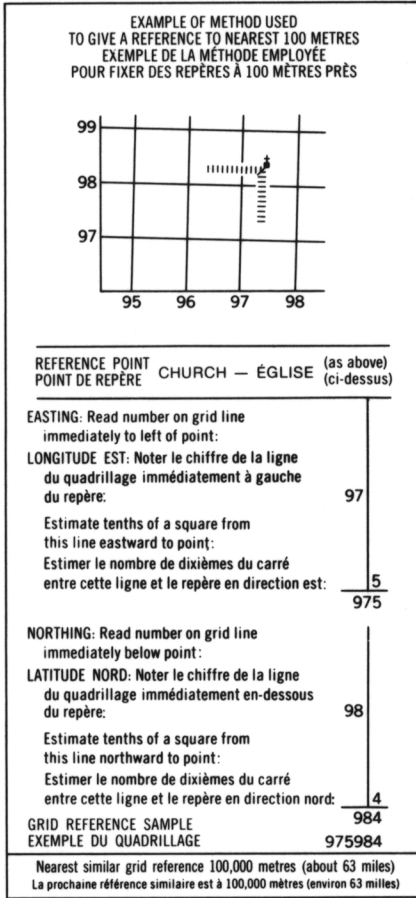 EXAMPLE OF METHOD USED
TO GIVE A REFERENCE TO NEAREST 100 METRES
EXEMPLE DE LA MÉTHODE EMPLOYÉE
POUR FIXER DES REPÈRES À 100 MÈTRES PRÈS
99
98
97
95 96 97 98
REFERENCE POINT CHURCH — ÉGLISE (as above)
POINT DE REPÈRE (ci-dessus)
EASTING: Read number on grid line
immediately to left of point:
LONGITUDE EST: Noter le chiffre de la ligne
du quadrillage immédiatement à gauche
du repère: 97
Estimate tenths of a square from
this line eastward to point:
Estimer le nombre de dixièmes du carré
entre cette ligne et le repère en direction est: 5
975
NORTHING: Read number on grid line
immediately below point:
LATITUDE NORD: Noter le chiffre de la ligne
du quadrillage immédiatement en-dessous
du repère: 98
Estimate tenths of a square from
this line northward to point:
Estimer le nombre de dixièmes du carré
entre cette ligne et le repère en direction nord: 4
984
GRID REFERENCE SAMPLE
EXEMPLE DU QUADRILLAGE 975984
Nearest similar grid reference 100,000 metres (about 63 miles)
La prochaine référence similaire est à 100,000 mètres (environ 63 milles)